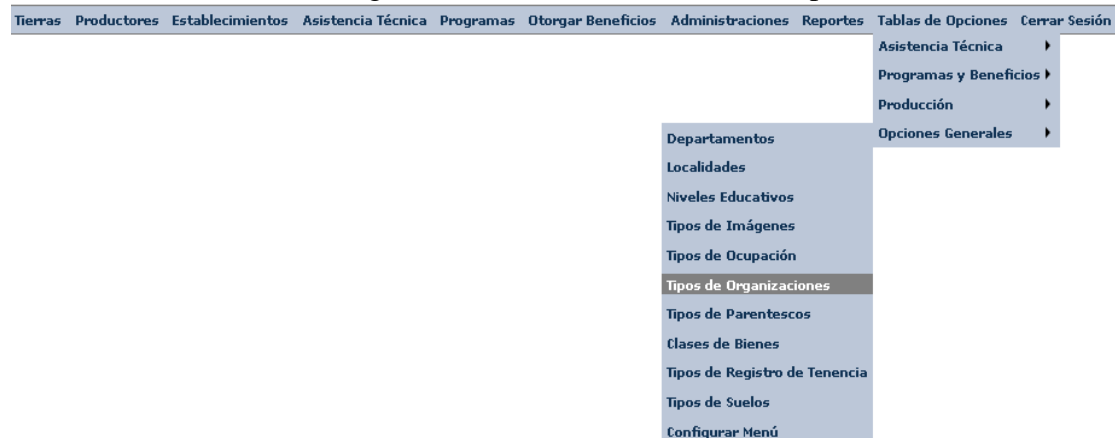 Tierras Productores Establecimientos Asistencia Técnica Programas Otorgar Beneficios Administraciones Reportes Tablas de Opciones Cerrar Sesión
Asistencia Técnica
Programas y Beneficios
Producción
Opciones Generales
Departamentos
Localidades
Niveles Educativos
Tipos de Imágenes
Tipos de Ocupación
Tipos de Organizaciones
Tipos de Parentescos
Clases de Bienes
Tipos de Registro de Tenencia
Tipos de Suelos
Configurar Menú